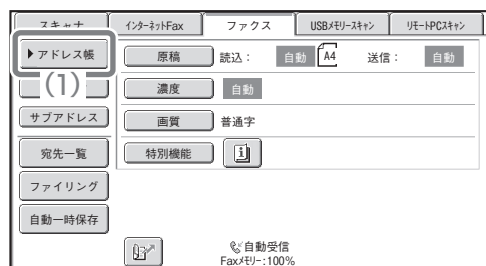 スキャナ
インターネットFax
ファクス
USBメモリースキャン
リモートPCスキャン
アドレス帳
(1)
サブアドレス
宛先一覧
ファイリング
自動一時保存
原稿 読込： 自動 A4 送信： 自動
濃度 自動
画質 普通字
特別機能
自動受信
Faxメモリー:100%